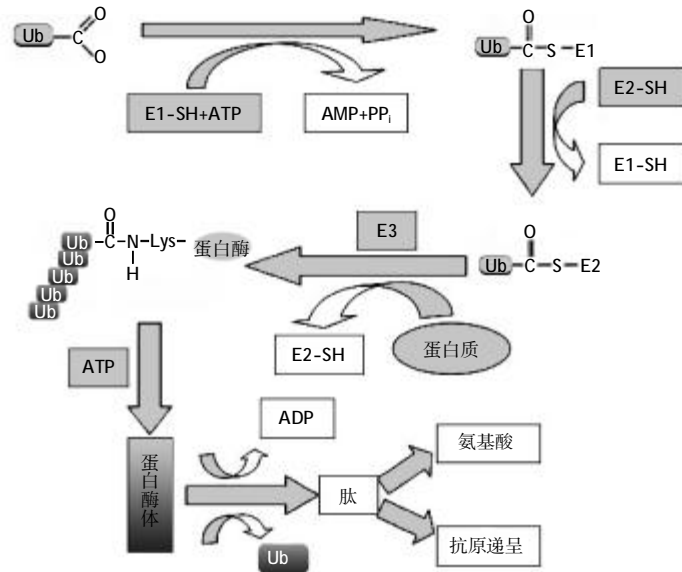 O
Ub C
O
E1-SH+ATP
AMP+PPi
O
Ub C S E1
E2-SH
E1-SH
O
Ub C N Lys 蛋白酶
H
Ub
Ub
Ub
Ub
E3
O
Ub C S E2
E2-SH
蛋白质
ATP
ADP
蛋白酶体
肽
氨基酸
Ub
抗原递呈